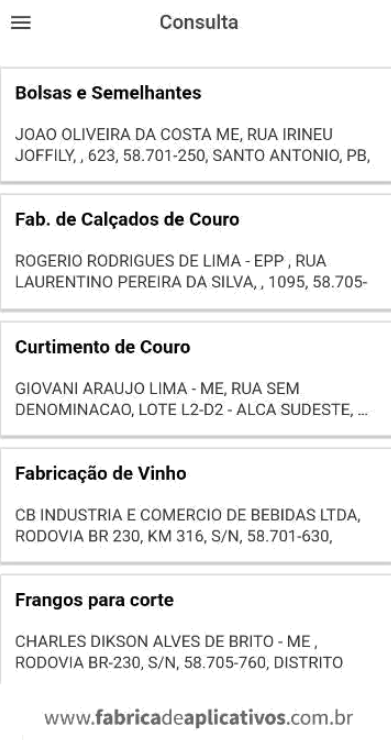 Consulta
Bolsas e Semelhantes
JOAO OLIVEIRA DA COSTA ME, RUA IRINEU
JOFFILY, , 623, 58.701-250, SANTO ANTONIO, PB,
Fab. de Calçados de Couro
ROGERIO RODRIGUES DE LIMA - EPP , RUA
LAURENTINO PEREIRA DA SILVA, , 1095, 58.705-
Curtimento de Couro
GIOVANI ARAUJO LIMA - ME, RUA SEM
DENOMINACAO, LOTE L2-D2 - ALCA SUDESTE, ...
Fabricação de Vinho
CB INDUSTRIA E COMERCIO DE BEBIDAS LTDA,
RODOVIA BR 230, KM 316, S/N, 58.701-630,
Frangos para corte
CHARLES DIKSON ALVES DE BRITO - ME ,
RODOVIA BR-230, S/N, 58.705-760, DISTRITO
www.fabricadeaplicativos.com.br